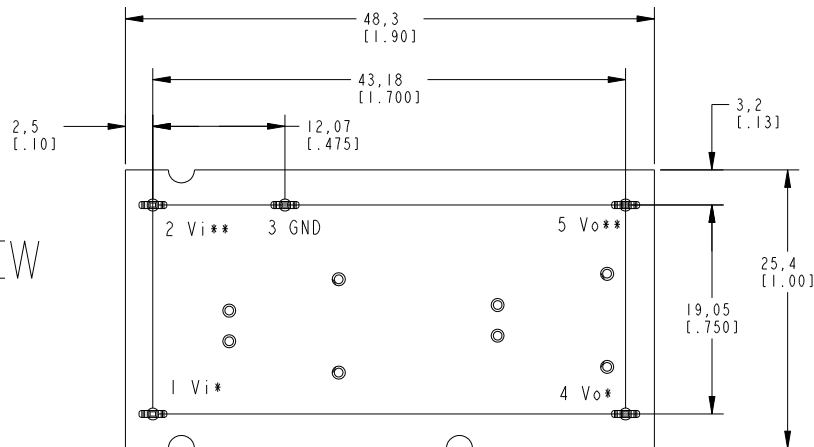 48,3
[1.90]
43,18
[1.700]
2,5
[.10]
12,07
[.475]
3,2
[.13]
2 Vi**
3 GND
5 Vo**
25,4
[1.00]
19,05
[.750]
1 Vi*
4 Vo*